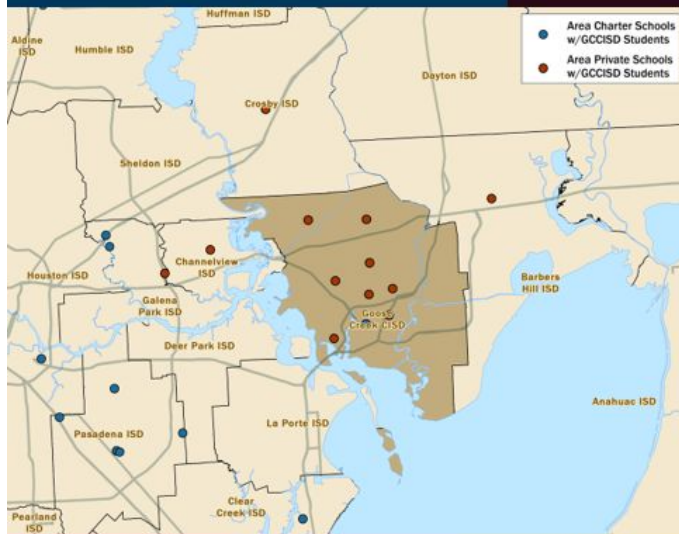 Huffman ISD
Area Charter Schools
w/GCCISD Students
Area Private Schools
w/GCCISD Students
Aldine
ISD
Humble ISD
Dayton ISD
Crosby ISD
Sheldon ISD
Channelview
ISD
Houston ISD
Barbers
Hill ISD
Galena
Park ISD
Goose
Creek CISD
Deer Park ISD
Anahuac ISD
La Porte ISD
Pasadena ISD
Clear
Creek ISD
Pearland
ISD